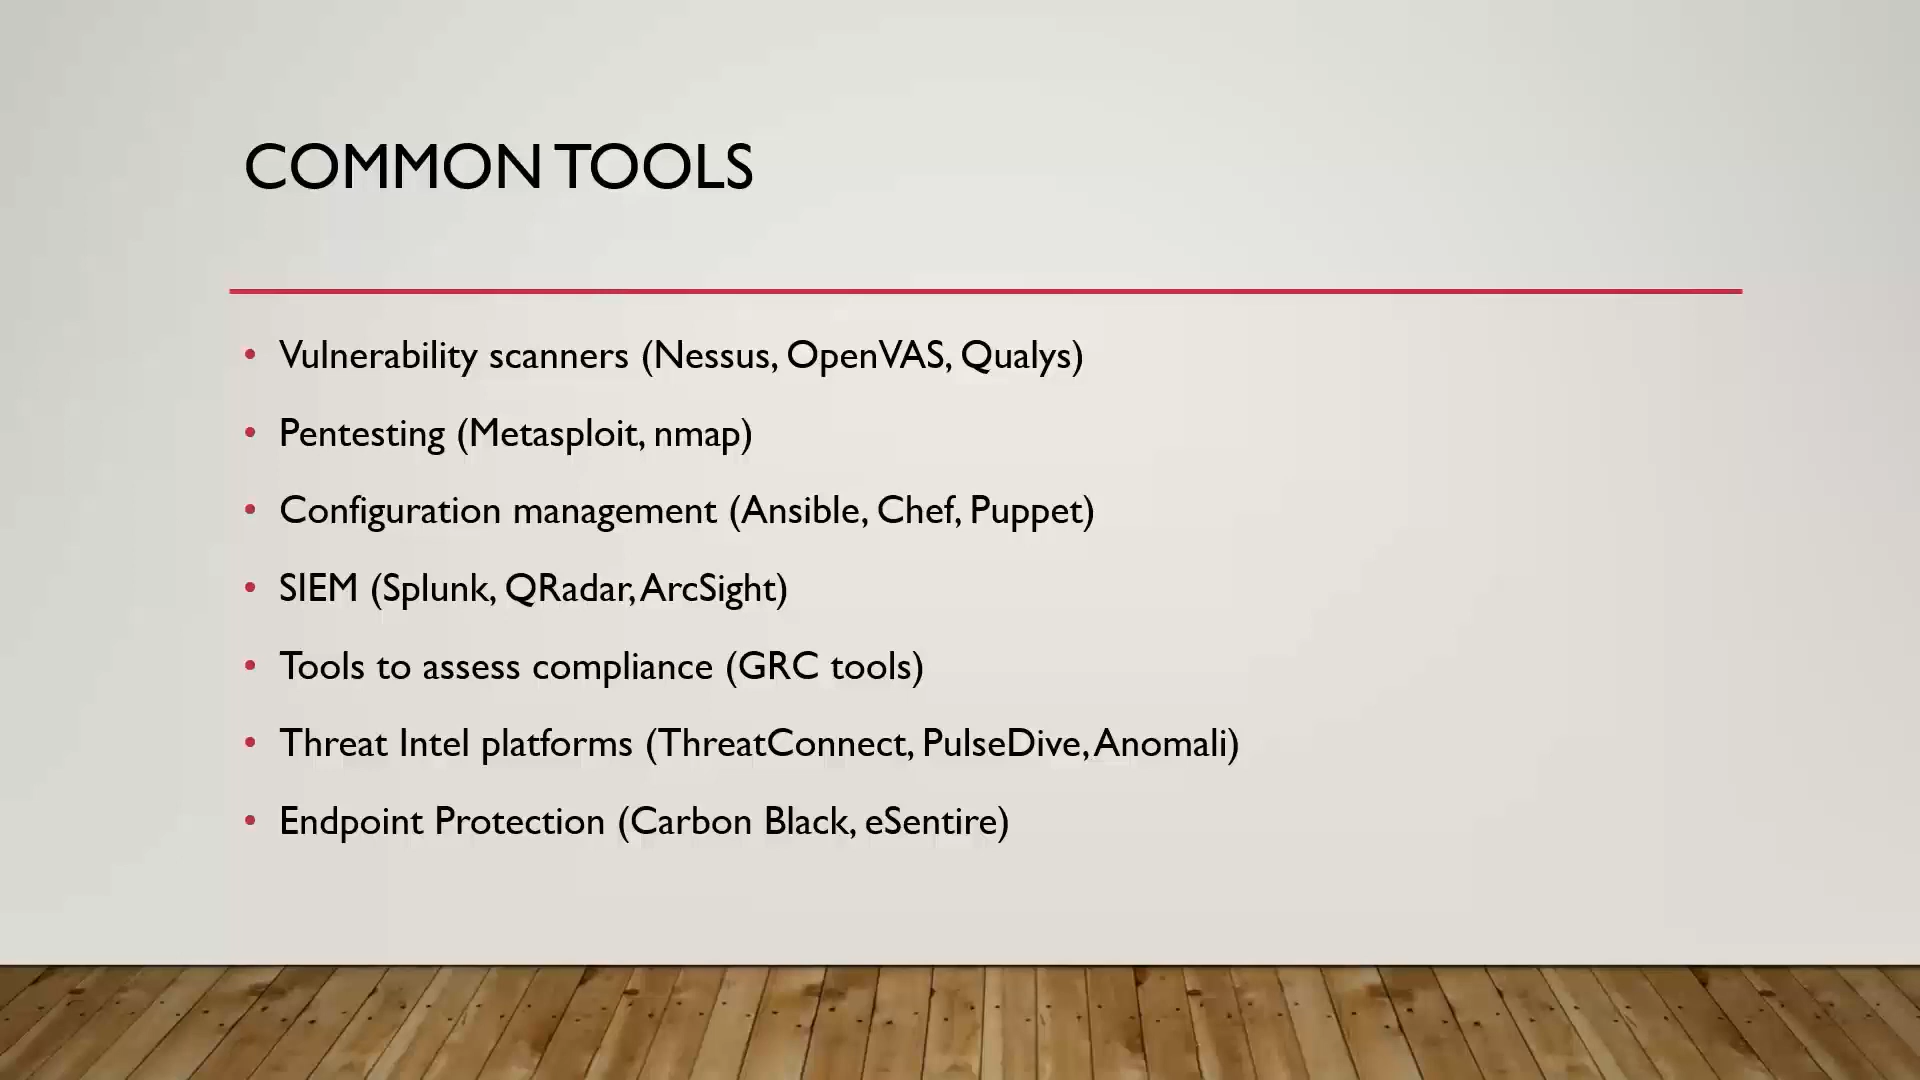 COMMON TOOLS
• Vulnerability scanners (Nessus, OpenVAS, Qualys)
• Pentesting (Metasploit, nmap)
• Configuration management (Ansible, Chef, Puppet)
• SIEM (Splunk, QRadar, ArcSight)
• Tools to assess compliance (GRC tools)
• Threat Intel platforms (ThreatConnect, PulseDive, Anomali)
• Endpoint Protection (Carbon Black, eSentire)